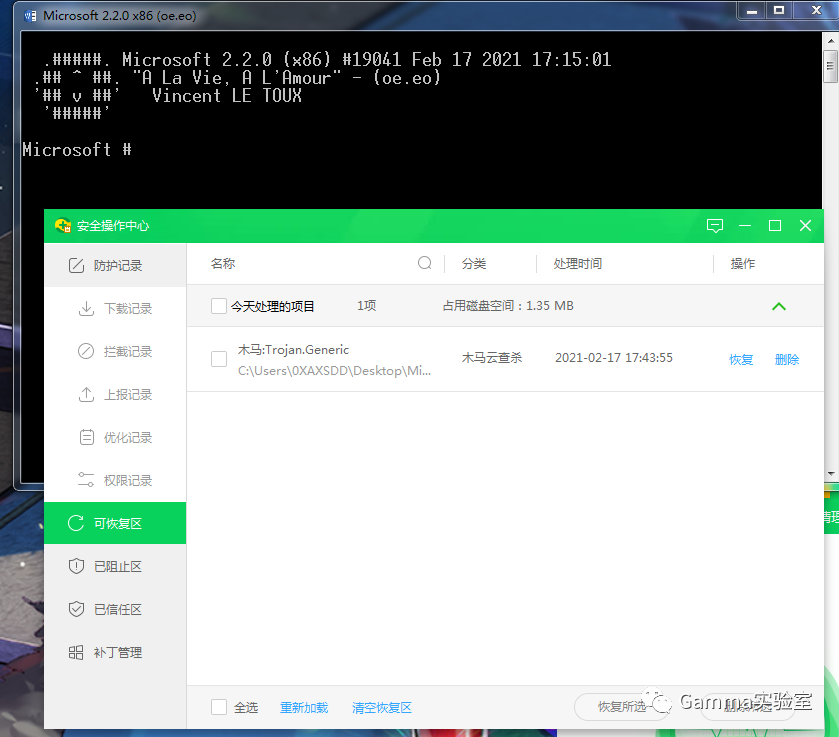 Microsoft 2.2.0 x86 (oe.eo)
.#####. Microsoft 2.2.0 (x86) #19041 Feb 17 2021 17:15:01
.## ^ ##. "A La Vie, A L'Amour" - (oe.eo)
'## v ##' Vincent LE TOUX
'#####'
Microsoft #
安全操作中心
防护记录
下载记录
拦截记录
上报记录
优化记录
权限记录
可恢复区
已阻止区
已信任区
补丁管理
名称 分类 处理时间 操作
今天处理的项目 1项 占用磁盘空间：1.35 MB
木马:Trojan.Generic 木马云查杀 2021-02-17 17:43:55 恢复 删除
C:\Users\0XAXSDD\Desktop\Mi...
清理
全选 重新加载 清空恢复区 恢复所选
Gamma实验室